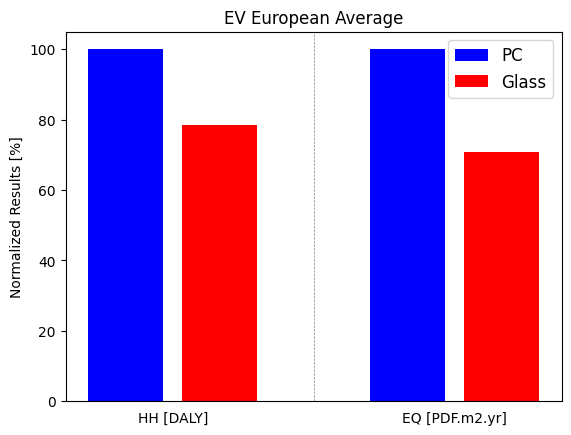 EV European Average
Normalized Results [%]
100
80
60
40
20
0
PC
Glass
HH [DALY]
EQ [PDF.m2.yr]